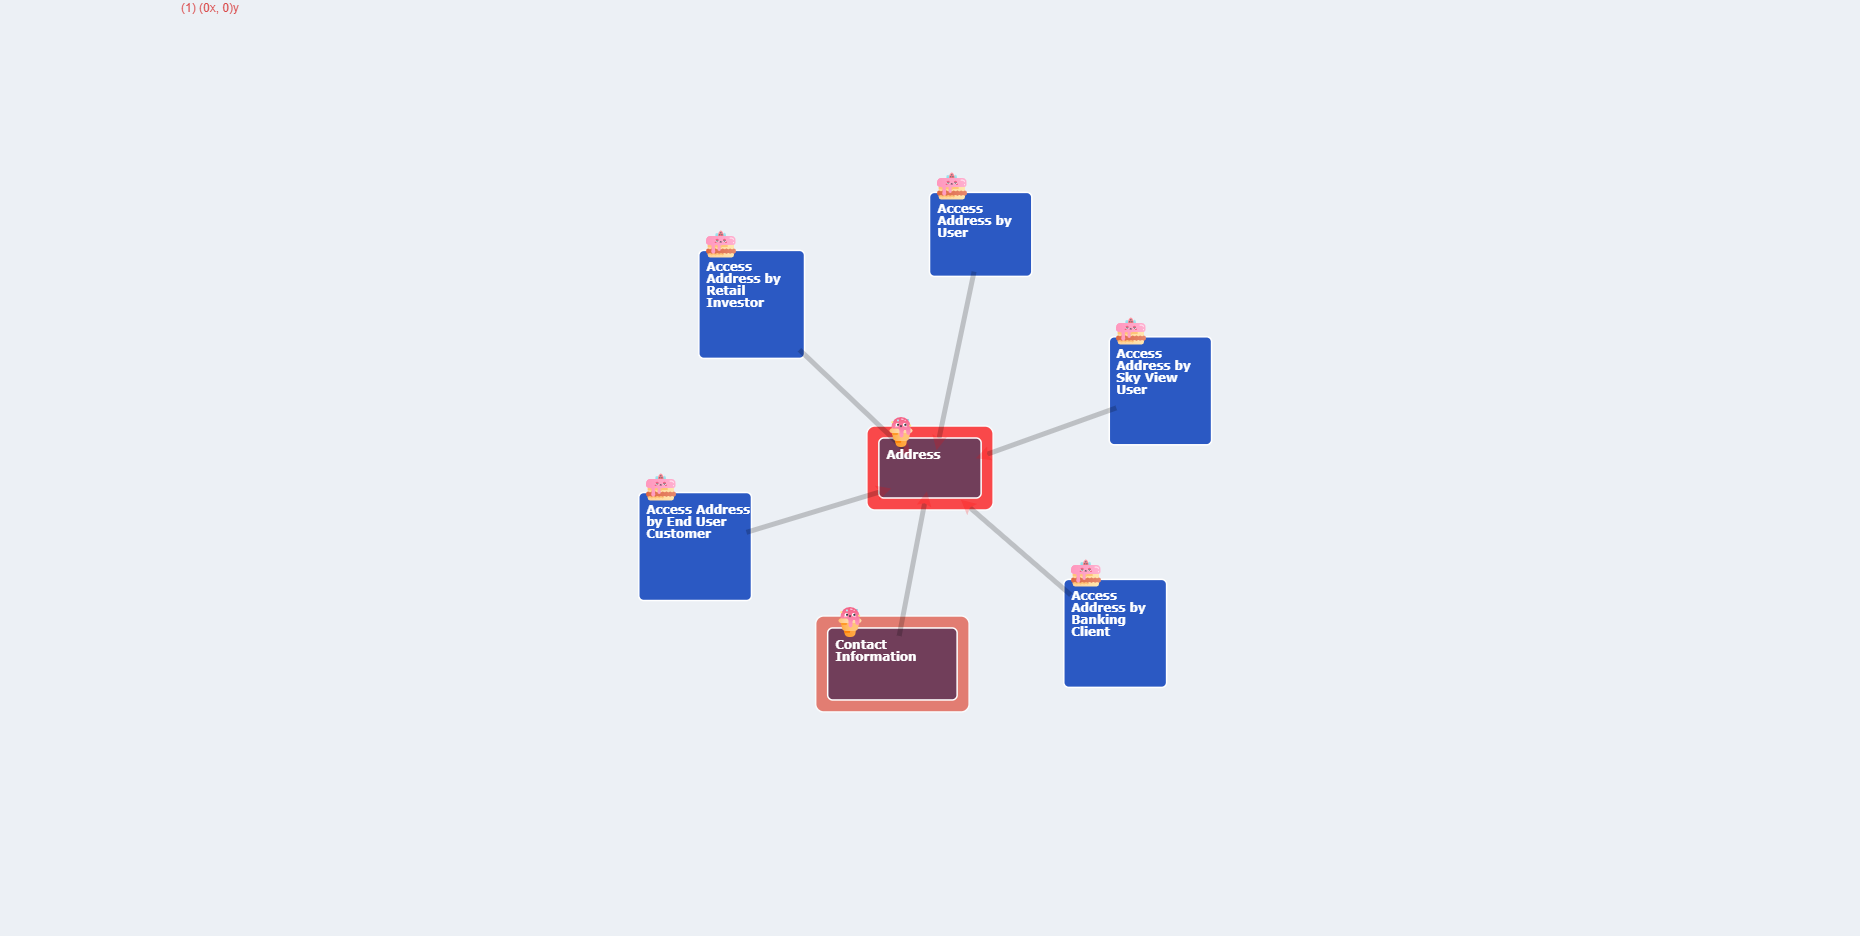 (1) (0x, 0)y
Access
Address by
User
Access
Address by
Retail
Investor
Access
Address by
Sky View
User
Address
Access Address
by End User
Customer
Access
Address by
Banking
Client
Contact
Information